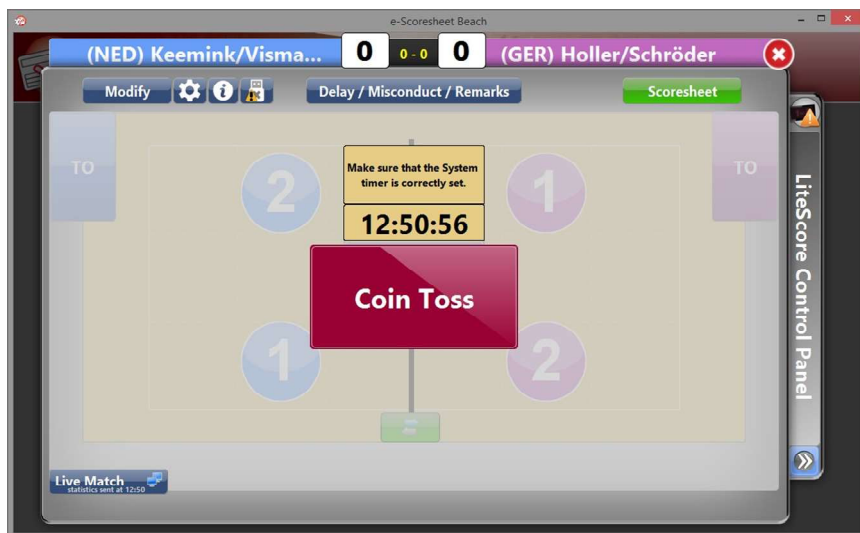 e-Scoresheet Beach
(NED) Keemink/Visma...
0
0 - 0
0
(GER) Holler/Schröder
Modify
Delay / Misconduct / Remarks
Scoresheet
TO
TO
2
1
Make sure that the System
timer is correctly set.
12:50:56
Coin Toss
1
2
LiteScore Control Panel
Live Match
statistics sent at 12:50